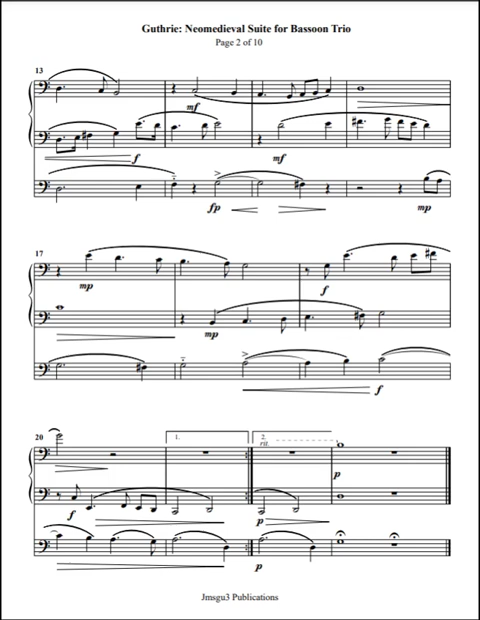 Guthrie: Neomedieval Suite for Bassoon Trio
Page 2 of 10
13
mf
f
mf
fp
mp
17
mp
f
mp
f
20
1.
2.
rit.
p
f
p
p
Jmsgu3 Publications